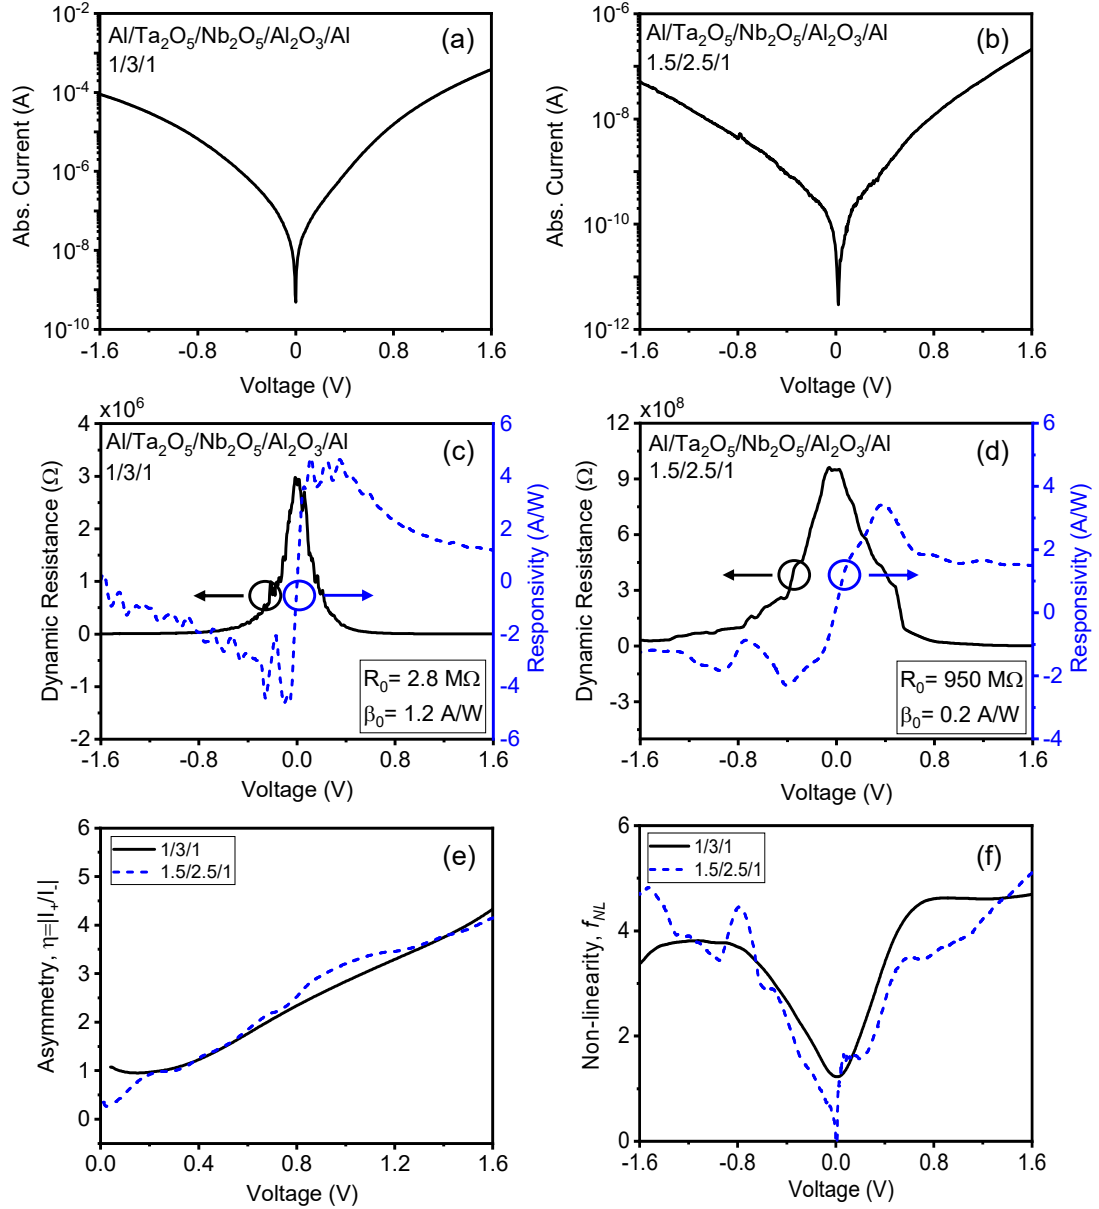 Al/Ta₂O₅/Nb₂O₅/Al₂O₃/Al
1/3/1
(a)
Abs. Current (A)
10⁻²
10⁻⁴
10⁻⁶
10⁻⁸
10⁻¹⁰
-1.6 -0.8 0 0.8 1.6
Voltage (V)
Al/Ta₂O₅/Nb₂O₅/Al₂O₃/Al
1.5/2.5/1
(b)
Abs. Current (A)
10⁻⁶
10⁻⁸
10⁻¹⁰
10⁻¹²
-1.6 -0.8 0 0.8 1.6
Voltage (V)
x10⁶
Al/Ta₂O₅/Nb₂O₅/Al₂O₃/Al
1/3/1
(c)
Dynamic Resistance (Ω)
4
3
2
1
0
-1
-2
Responsivity (A/W)
6
4
2
0
-2
-4
-6
R₀= 2.8 MΩ
β₀= 1.2 A/W
-1.6 -0.8 0.0 0.8 1.6
Voltage (V)
x10⁸
Al/Ta₂O₅/Nb₂O₅/Al₂O₃/Al
1.5/2.5/1
(d)
Dynamic Resistance (Ω)
12
9
6
3
0
-3
Responsivity (A/W)
6
4
2
0
-2
-4
R₀= 950 MΩ
β₀= 0.2 A/W
-1.6 -0.8 0.0 0.8 1.6
Voltage (V)
1/3/1
1.5/2.5/1
(e)
Asymmetry, η=|I₊/I₋|
6
5
4
3
2
1
0
0.0 0.4 0.8 1.2 1.6
Voltage (V)
1/3/1
1.5/2.5/1
(f)
Non-linearity, f_NL
6
4
2
0
-1.6 -0.8 0.0 0.8 1.6
Voltage (V)